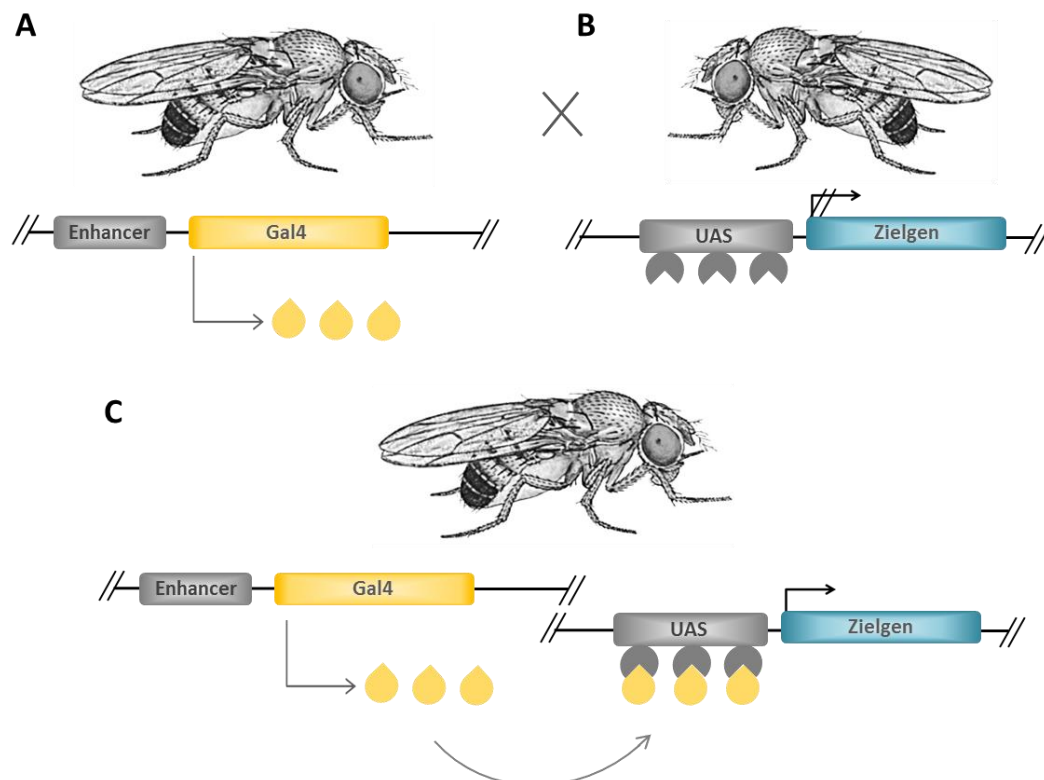 A
B
Enhancer
Gal4
UAS
Zielgen
C
Enhancer
Gal4
UAS
Zielgen